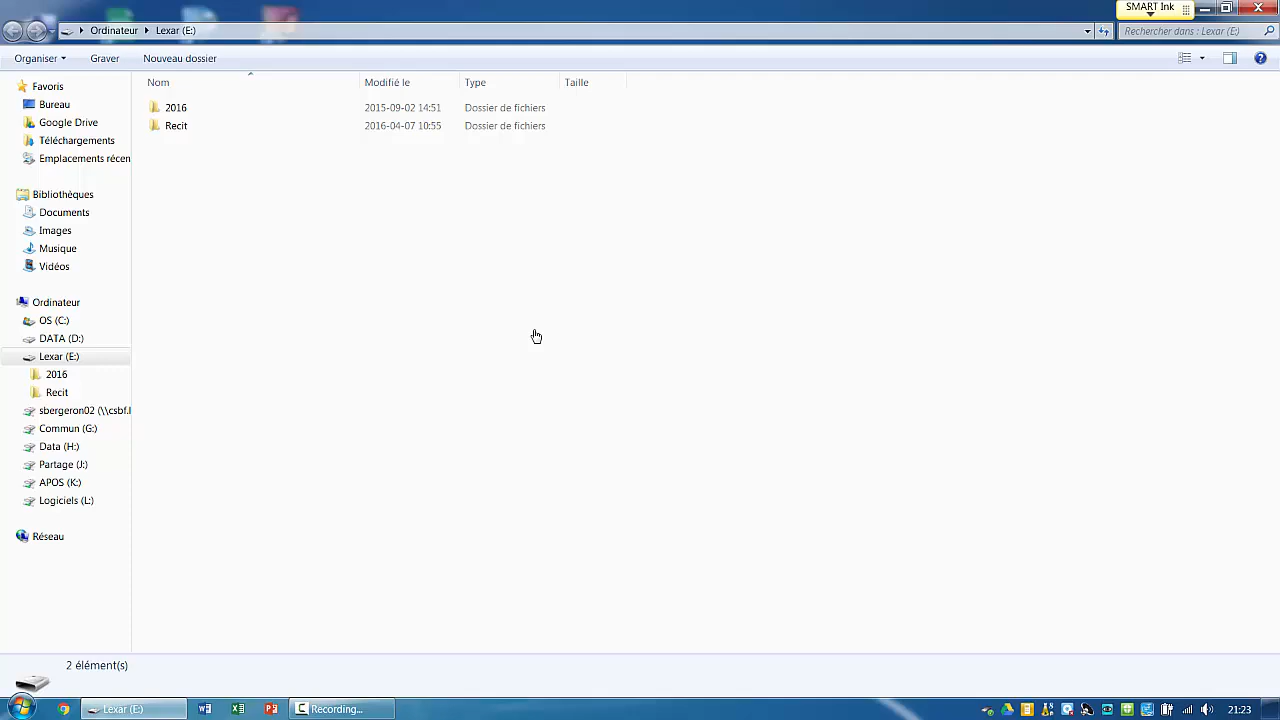 SMART Ink
Ordinateur Lexar (E:)
Rechercher dans : Lexar (E:)
Organiser Graver Nouveau dossier
Nom Modifié le Type Taille
2016 2015-09-02 14:51 Dossier de fichiers
Recit 2016-04-07 10:55 Dossier de fichiers
Favoris
Bureau
Google Drive
Téléchargements
Emplacements récen
Bibliothèques
Documents
Images
Musique
Vidéos
Ordinateur
OS (C:)
DATA (D:)
Lexar (E:)
2016
Recit
sbergeron02 (\\csbf.l
Commun (G:)
Data (H:)
Partage (J:)
APOS (K:)
Logiciels (L:)
Réseau
2 élément(s)
Lexar (E:) Recording... 21:23